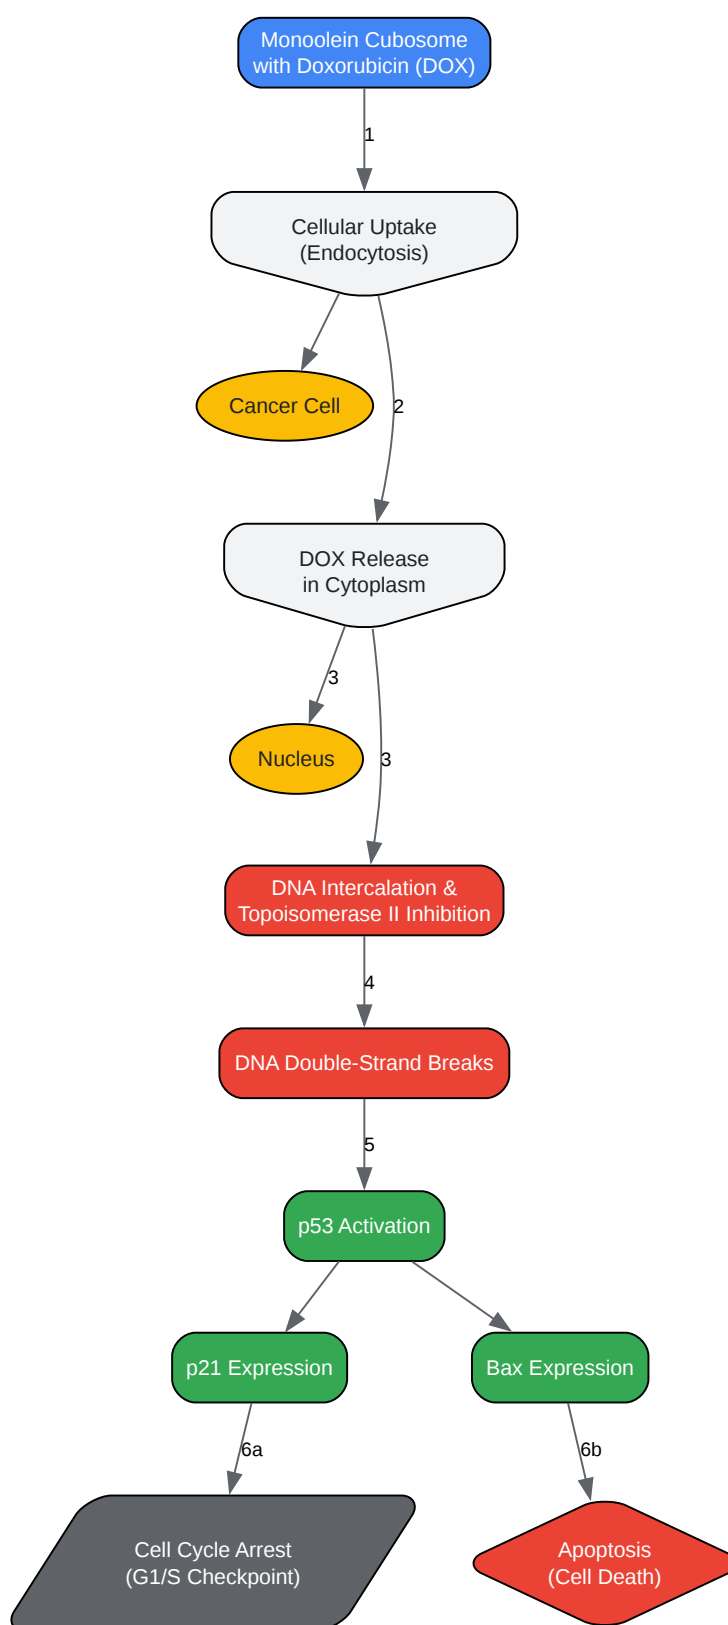 Monoolein Cubosome
with Doxorubicin (DOX)
1
Cellular Uptake
(Endocytosis)
Cancer Cell
2
DOX Release
in Cytoplasm
3
Nucleus
3
DNA Intercalation &
Topoisomerase II Inhibition
4
DNA Double-Strand Breaks
5
p53 Activation
p21 Expression
Bax Expression
6a
6b
Cell Cycle Arrest
(G1/S Checkpoint)
Apoptosis
(Cell Death)